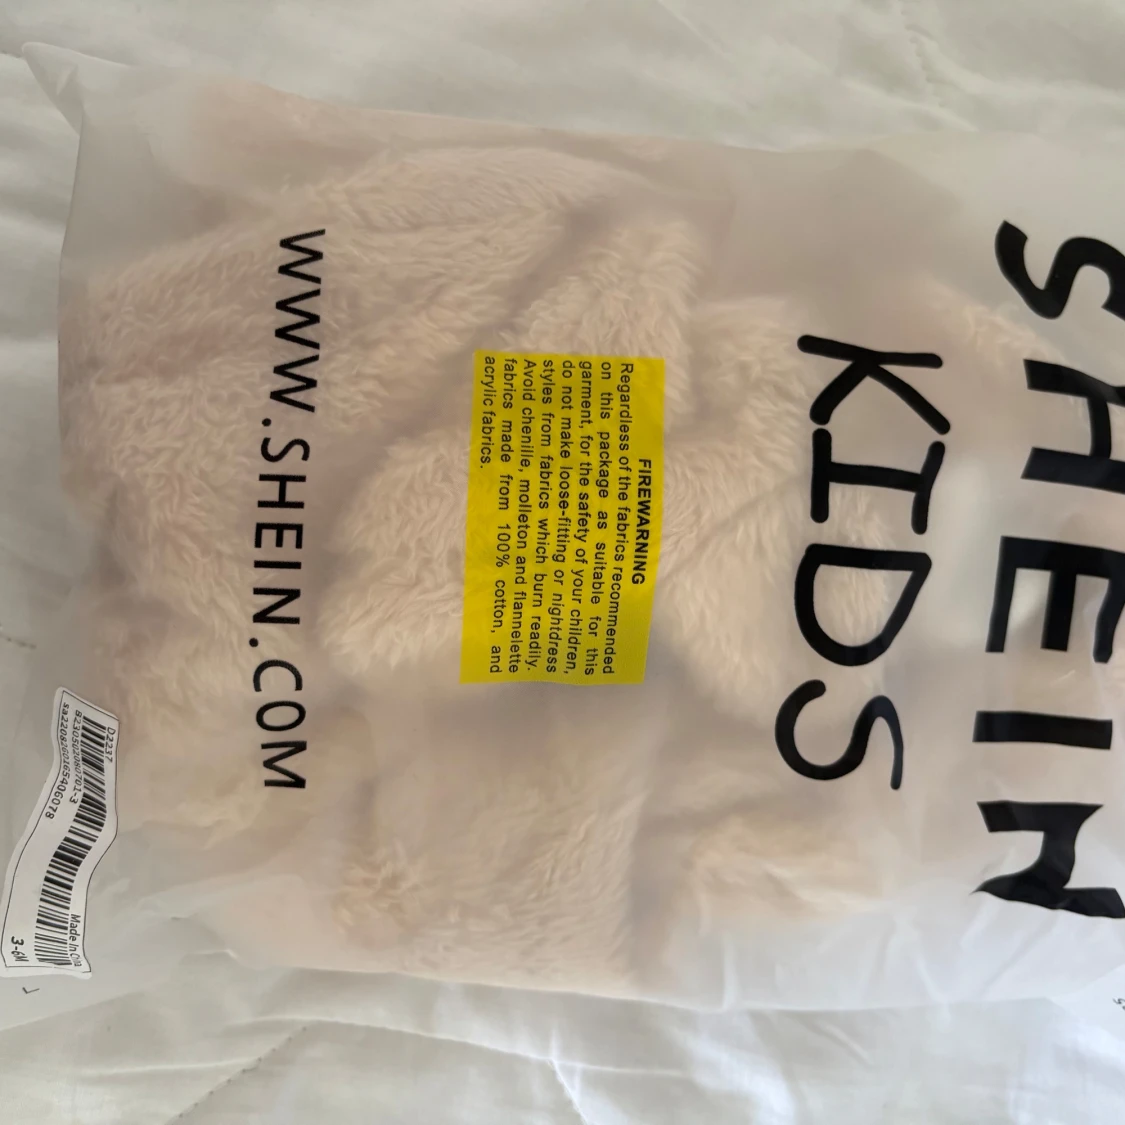 SHEIN
KIDS
FIREWARNING
Regardless of the fabrics recommended
on this package as suitable for this
garment, for the safety of your children,
do not make loose-fitting or nightdress
styles from fabrics which burn readily.
Avoid chenille, molleton and flannelette
fabrics made from 100% cotton, and
acrylic fabrics.
WWW.SHEIN.COM
D2237
Made In
3-6M